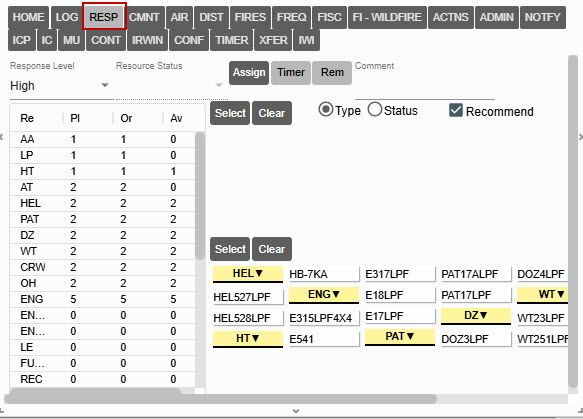 HOME LOG RESP CMNT AIR DIST FIRES FREQ FISC FI - WILDFIRE ACTNS ADMIN NOTFY
ICP IC MU CONT IRWIN CONF TIMER XFER IWI
Response Level Resource Status Assign Timer Rem Comment
High
Re Pl Or Av
Select Clear Type Status Recommend
AA 1 1 0
LP 1 1 0
HT 1 1 1
AT 2 2 0
HEL 2 2 2
PAT 2 2 2
DZ 2 2 2
WT 2 2 2
CRW 2 2 2
OH 2 2 2
ENG 5 5 5
EN... 0 0 0
EN... 0 0 0
LE 0 0 0
FU... 0 0 0
REC 0 0 0
Select Clear
HEL▼ HB-7KA E317LPF PAT17ALPF DOZ4LPF
HEL527LPF ENG▼ E18LPF PAT17LPF WT▼
HEL528LPF E315LPF4X4 E17LPF DZ▼ WT23LPF
HT▼ E541 PAT▼ DOZ3LPF WT251LPF